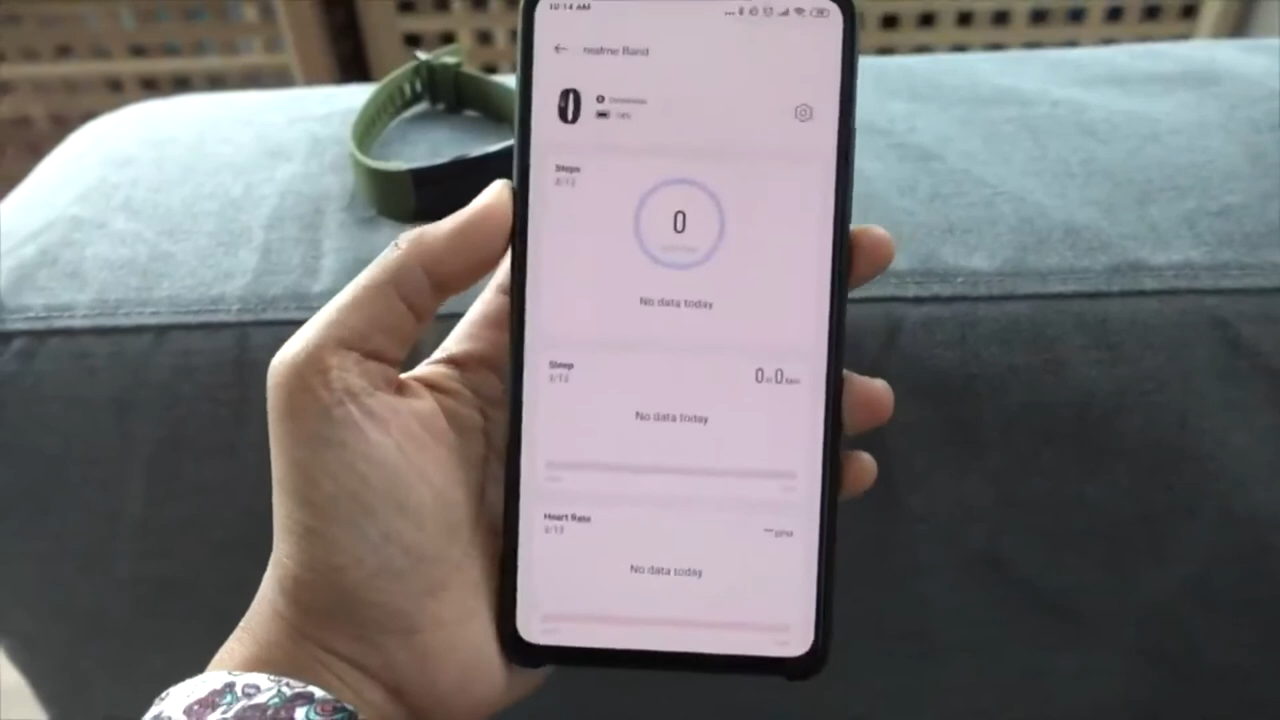 10:14 AM
realme Band
Steps
0
No data today
Sleep
0 0
No data today
Heart Rate
BPM
No data today